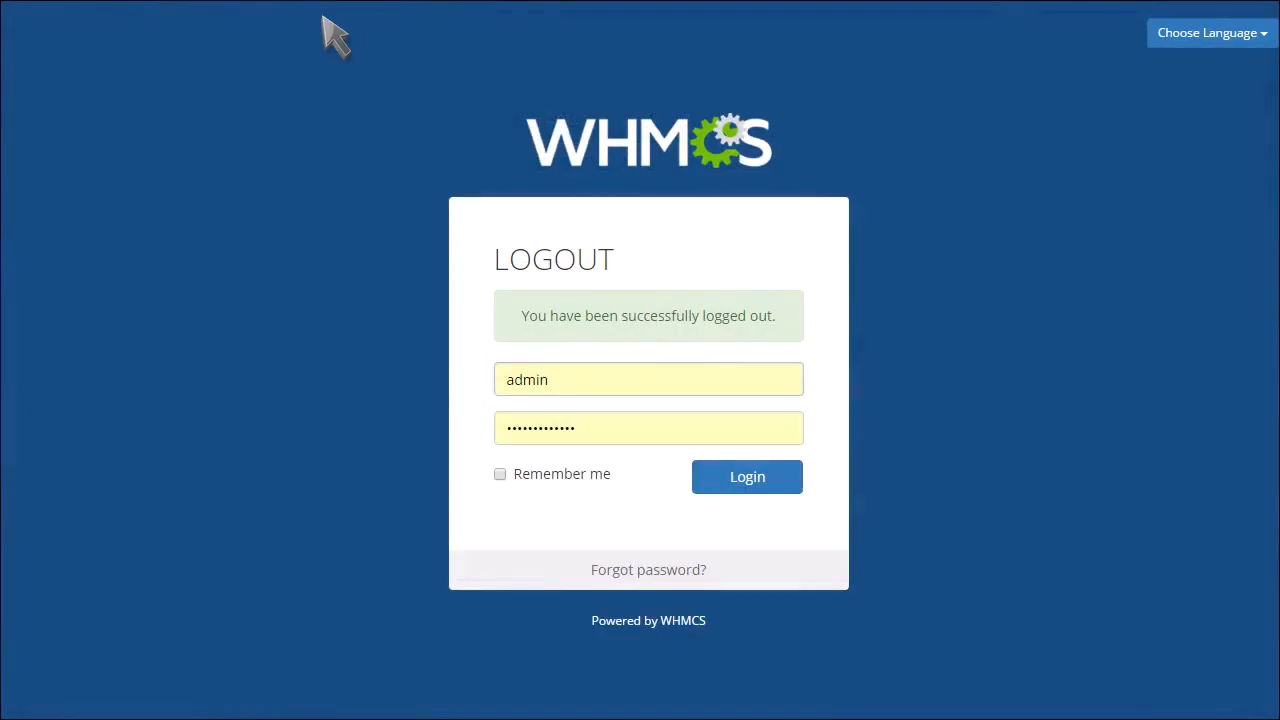 Choose Language
WHMCS
LOGOUT
You have been successfully logged out.
admin
•••••••••••••
Remember me
Login
Forgot password?
Powered by WHMCS